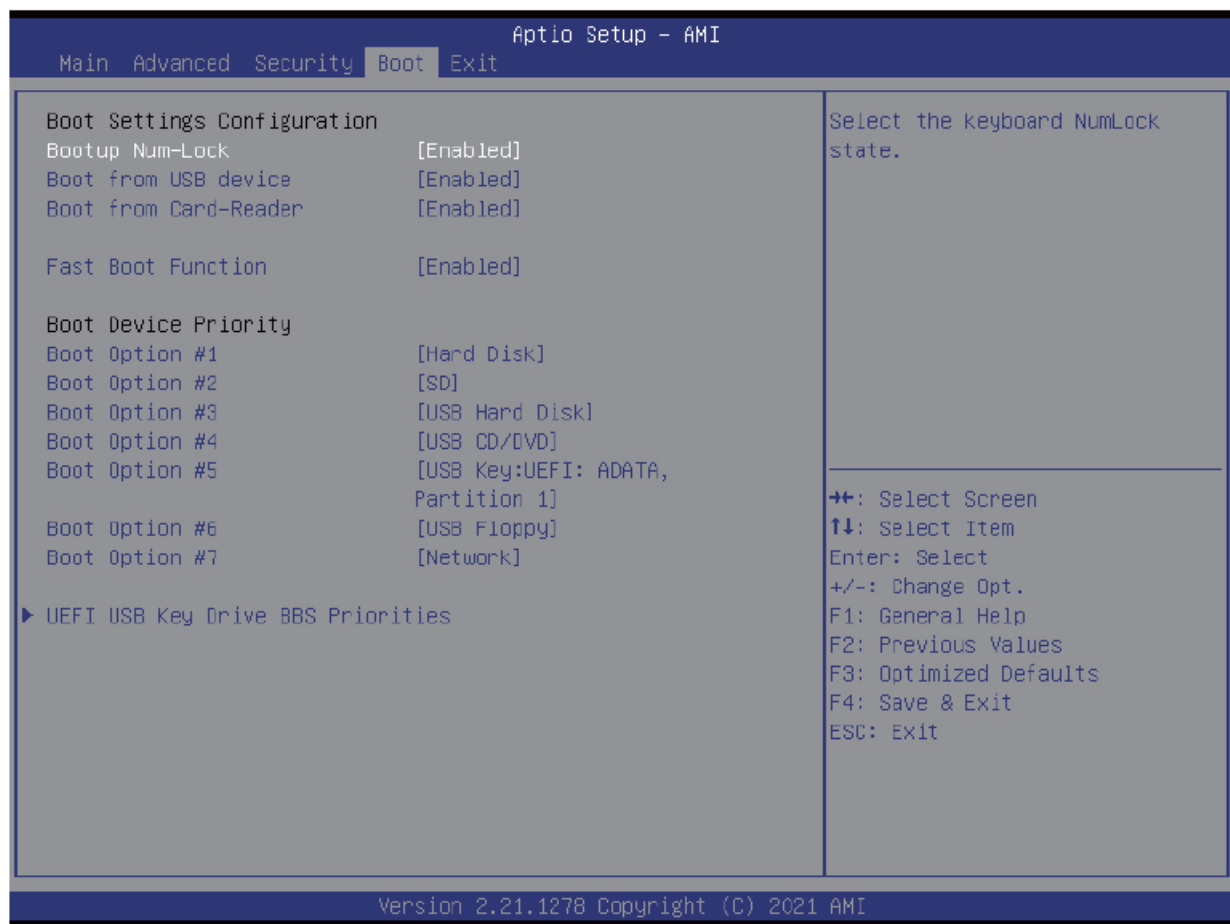 Aptio Setup – AMI
Main Advanced Security Boot Exit
Boot Settings Configuration
Bootup Num-Lock [Enabled]
Boot from USB device [Enabled]
Boot from Card-Reader [Enabled]
Fast Boot Function [Enabled]
Boot Device Priority
Boot Option #1 [Hard Disk]
Boot Option #2 [SD]
Boot Option #3 [USB Hard Disk]
Boot Option #4 [USB CD/DVD]
Boot Option #5 [USB Key:UEFI: ADATA,
Partition 1]
Boot Option #6 [USB Floppy]
Boot Option #7 [Network]
▶ UEFI USB Key Drive BBS Priorities
Select the keyboard NumLock
state.
→←: Select Screen
↑↓: Select Item
Enter: Select
+/-: Change Opt.
F1: General Help
F2: Previous Values
F3: Optimized Defaults
F4: Save & Exit
ESC: Exit
Version 2.21.1278 Copyright (C) 2021 AMI